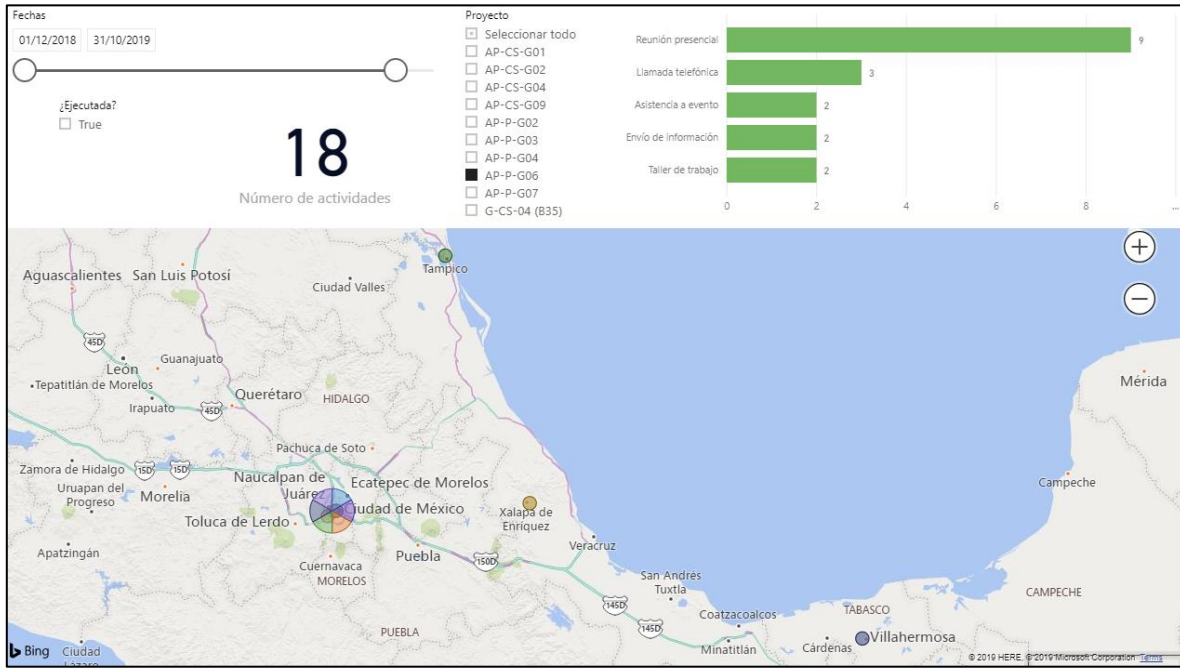 Fechas
01/12/2018 31/10/2019
¿Ejecutada?
True
18
Número de actividades
Proyecto
Seleccionar todo
AP-CS-G01
AP-CS-G02
AP-CS-G04
AP-CS-G09
AP-P-G02
AP-P-G03
AP-P-G04
AP-P-G06
AP-P-G07
G-CS-04 (B35)
Reunión presencial 9
Llamada telefónica 3
Asistencia a evento 2
Envío de información 2
Taller de trabajo 2
0 2 4 6 8 ...
Tampico
Aguascalientes San Luis Potosí
Ciudad Valles
45D
León
Guanajuato
Tepatitlán de Morelos
Mérida
Querétaro
HIDALGO
Irapuato
45D
Pachuca de Soto
Zamora de Hidalgo
15D 15D
Naucalpan de
Juárez
Ecatepec de Morelos
Campeche
Uruapan del
Progreso
Morelia
Ciudad de México
Xalapa de
Enríquez
Toluca de Lerdo
Veracruz
Apatzingán
Puebla
150D
Cuernavaca
MORELOS
San Andrés
Tuxtla
CAMPECHE
145D
Coatzacoalcos
TABASCO
145D
PUEBLA
Villahermosa
Minatitlán
Cárdenas
Bing
Ciudad
Lázaro
© 2019 HERE, © 2019 Microsoft Corporation Terms